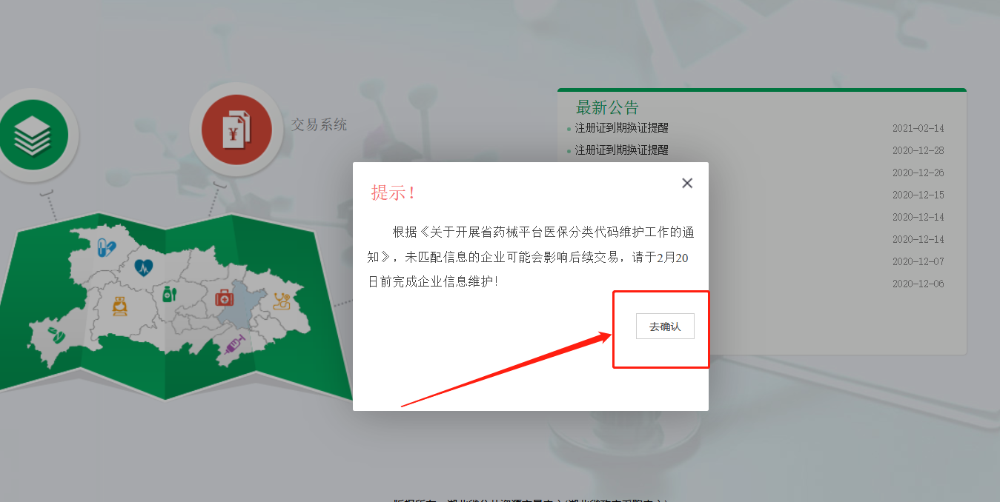 交易系统
最新公告
注册证到期换证提醒 2021-02-14
注册证到期换证提醒 2020-12-28
2020-12-26
2020-12-15
2020-12-14
2020-12-14
2020-12-07
2020-12-06
提示！
根据《关于开展省药械平台医保分类代码维护工作的通
知》，未匹配信息的企业可能会影响后续交易，请于2月20
日前完成企业信息维护！
去确认